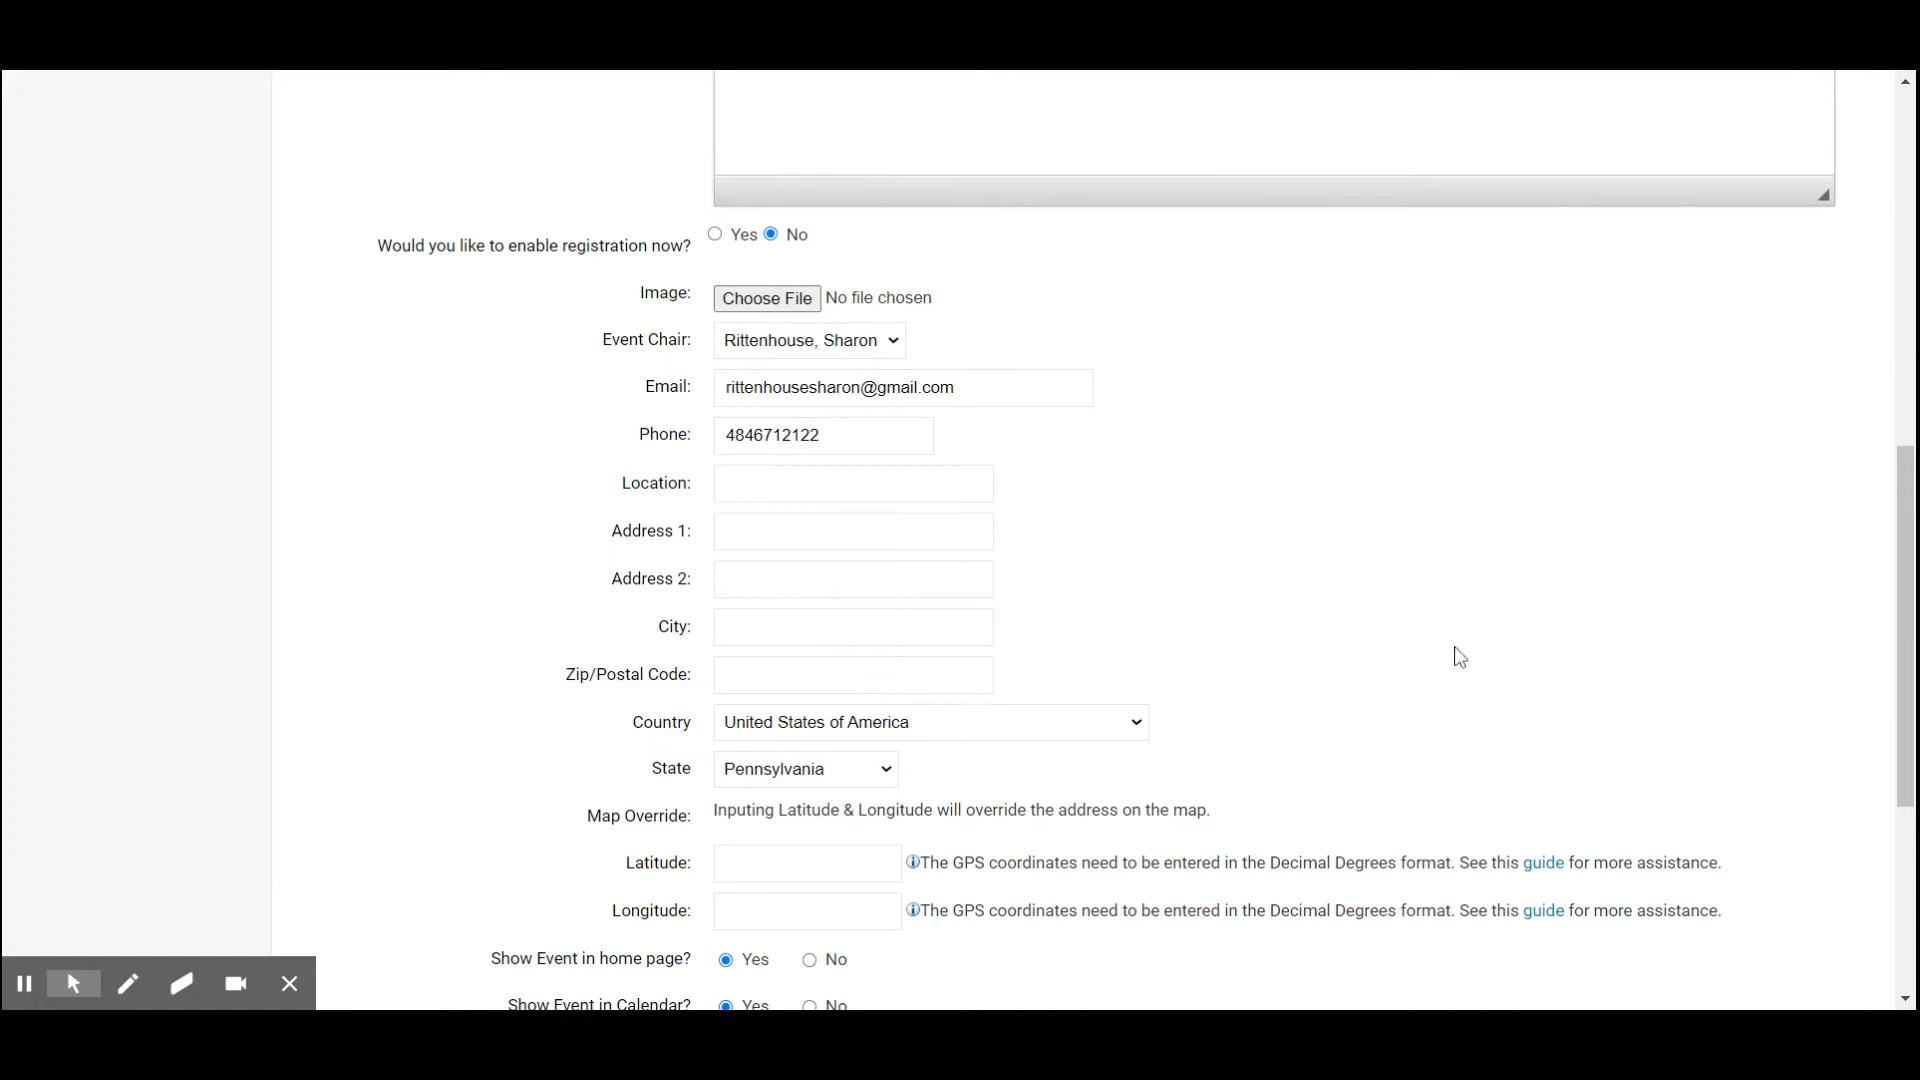 Would you like to enable registration now? Yes No
Image: Choose File No file chosen
Event Chair: Rittenhouse, Sharon
Email: rittenhousesharon@gmail.com
Phone: 4846712122
Location:
Address 1:
Address 2:
City:
Zip/Postal Code:
Country United States of America
State Pennsylvania
Map Override: Inputing Latitude & Longitude will override the address on the map.
Latitude: The GPS coordinates need to be entered in the Decimal Degrees format. See this guide for more assistance.
Longitude: The GPS coordinates need to be entered in the Decimal Degrees format. See this guide for more assistance.
Show Event in home page? Yes No
Show Event in Calendar? Yes No